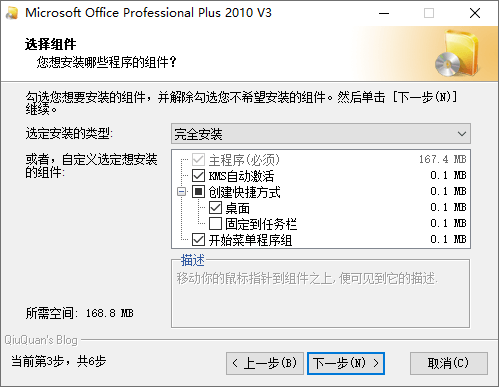 Microsoft Office Professional Plus 2010 V3
选择组件
您想安装哪些程序的组件?
勾选您想要安装的组件，并解除勾选您不希望安装的组件。然后单击 [下一步(N)]
继续。
选定安装的类型:
完全安装
或者，自定义选定想安装
的组件:
主程序(必须) 167.4 MB
KMS自动激活 0.1 MB
创建快捷方式 0.1 MB
桌面 0.1 MB
固定到任务栏 0.1 MB
开始菜单程序组 0.1 MB
描述
移动你的鼠标指针到组件之上,便可见到它的描述.
所需空间: 168.8 MB
QiuQuan's Blog
当前第3步，共6步
< 上一步(B)
下一步(N) >
取消(C)